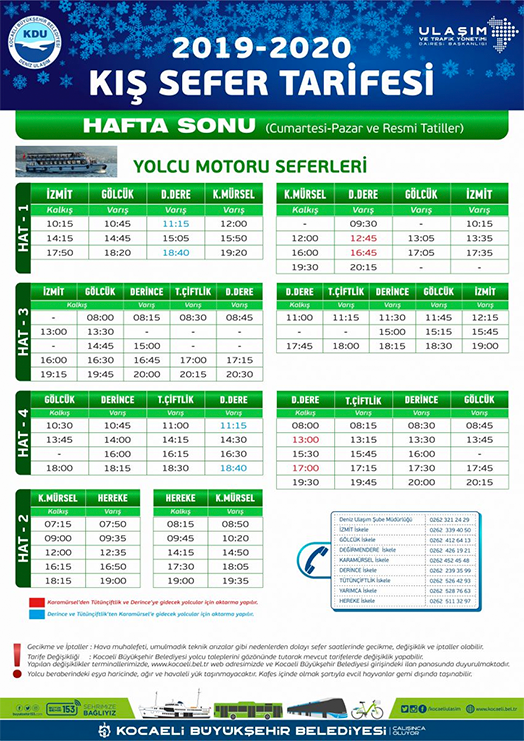 KOCAELİ BÜYÜKŞEHİR BELEDİYESİ
KDU
DENİZ ULAŞIM
ULAŞIM
VE TRAFİK YÖNETİMİ
DAİRESİ BAŞKANLIĞI
2019-2020
KIŞ SEFER TARİFESİ
HAFTA SONU (Cumartesi-Pazar ve Resmi Tatiller)
YOLCU MOTORU SEFERLERİ
HAT - 1
İZMİT GÖLCÜK D.DERE K.MÜRSEL
Kalkış Varış Varış Varış
10:15 10:45 11:15 12:00
14:15 14:45 15:05 15:50
17:50 18:20 18:40 19:20
K.MÜRSEL D.DERE GÖLCÜK İZMİT
Kalkış Varış Varış Varış
- 09:30 - 10:15
12:00 12:45 13:05 13:35
16:00 16:45 17:05 17:35
19:30 20:15 - -
HAT - 3
İZMİT GÖLCÜK DERİNCE T.ÇİFTLİK D.DERE
Kalkış Varış Varış Varış
- 08:00 08:15 08:30 08:45
13:00 13:30 - - -
- 14:45 15:00 - -
16:00 16:30 16:45 17:00 17:15
19:15 19:45 20:00 20:15 20:30
D.DERE T.ÇİFTLİK DERİNCE GÖLCÜK İZMİT
Kalkış Varış Varış Varış Varış
11:00 11:15 11:30 11:45 12:15
- - 15:00 15:15 15:45
17:45 18:00 18:15 18:30 19:00
HAT - 4
GÖLCÜK DERİNCE T.ÇİFTLİK D.DERE
Kalkış Varış Varış Varış
10:30 10:45 11:00 11:15
13:45 14:00 14:15 14:30
- 16:00 16:15 16:30
18:00 18:15 18:30 18:40
D.DERE T.ÇİFTLİK DERİNCE GÖLCÜK
Kalkış Varış Varış Varış
08:00 08:15 08:30 08:45
13:00 13:15 13:30 13:45
15:30 15:45 16:00 -
17:00 17:15 17:30 17:45
19:30 19:45 20:00 20:15
HAT - 2
K.MÜRSEL HEREKE
Kalkış Varış
07:15 07:50
09:00 09:35
12:00 12:35
16:15 16:50
18:15 19:00
HEREKE K.MÜRSEL
Kalkış Varış
08:15 08:50
09:45 10:20
14:15 14:50
17:30 18:05
19:00 19:35
Deniz Ulaşım Şube Müdürlüğü 0262 321 24 29
İZMİT İskele 0262 339 40 50
GÖLCÜK İskele 0262 412 64 13
DEĞİRMENDERE İskele 0262 426 19 21
KARAMÜRSEL İskele 0262 452 45 48
DERİNCE İskele 0262 239 35 99
TÜTÜNÇİFTLİK İskele 0262 526 42 93
YARIMCA İskele 0262 528 76 63
HEREKE İskele 0262 511 32 97
Karamürsel'den Tütünçiftlik ve Derince'ye gidecek yolcular için aktarma yapılır.
Derince ve Tütünçiftlik'ten Karamürsel'e gidecek yolcular için aktarma yapılır.
Gecikme ve İptaller : Hava muhalefeti, umulmadık teknik arızalar gibi nedenlerden dolayı sefer saatlerinde gecikme, değişiklik ve iptaller olabilir.
Tarife Değişikliği : Kocaeli Büyükşehir Belediyesi yolcu taleplerini gözönünde tutarak mevcut tarifelerde değişiklik yapabilir.
Yapılan değişiklikler terminallerimizde, www.kocaeli.bel.tr web adresimizde ve Kocaeli Büyükşehir Belediyesi girişindeki ilan panosunda duyurulmaktadır.
Yolcu beraberindeki eşya haricinde, ağır ve havaleli yük taşınmayacaktır. Kafes içinde olmak şartıyla evcil hayvanlar gemi dışında taşınabilir.
153
ŞEHRİMİZE
BAĞLIYIZ
/kocaeliulasim
www.kocaeli.bel.tr
KOCAELİ BÜYÜKŞEHİR BELEDİYESİ
ÇALIŞINCA
OLUYOR